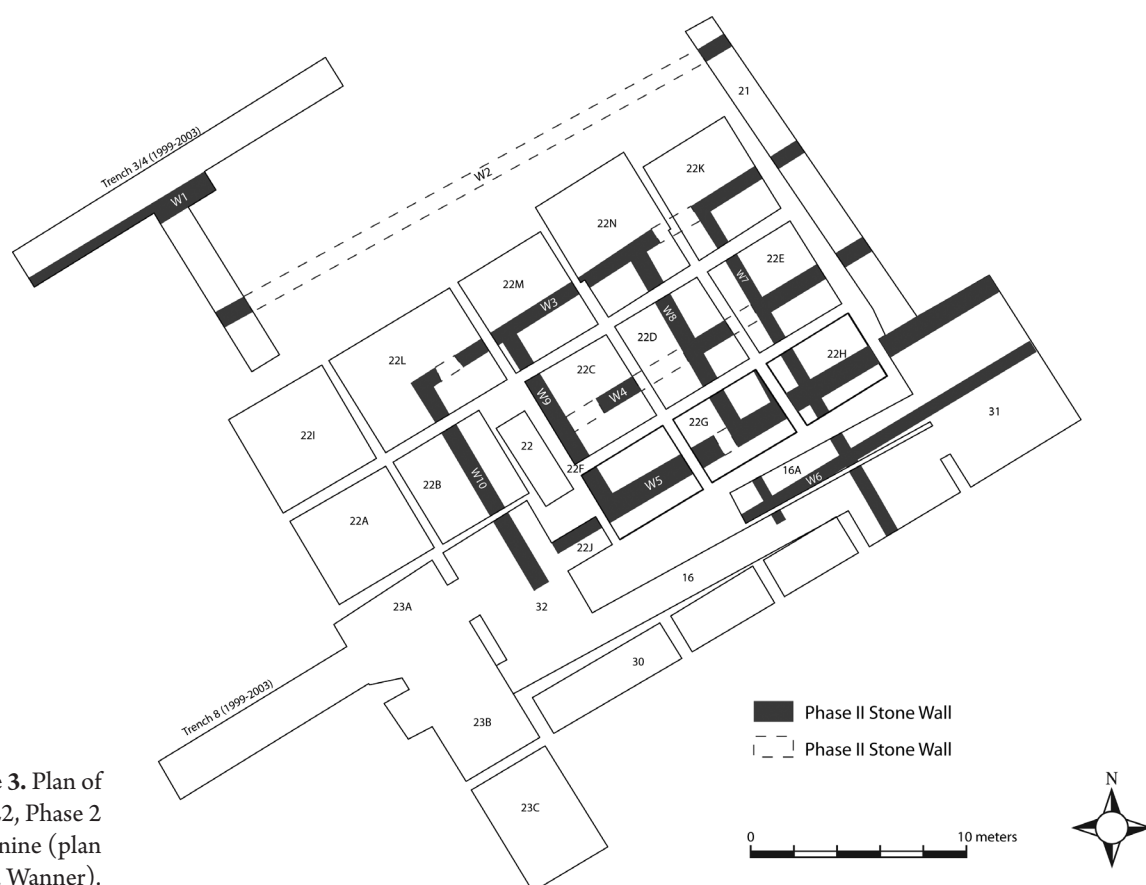 21
Trench 3/4 (1999-2003)
W1
W2
22K
22N
22E
W7
22M
W3
W8
22D
22L
22H
22C
W9
W4
22G
31
22
22I
22F
W10
22B
W5
16A
W6
22A
22J
16
23A
32
30
Trench 8 (1999-2003)
23B
23C
Phase II Stone Wall
Phase II Stone Wall
N
0 10 meters
3. Plan of
Phase 2
(plan
Wanner).